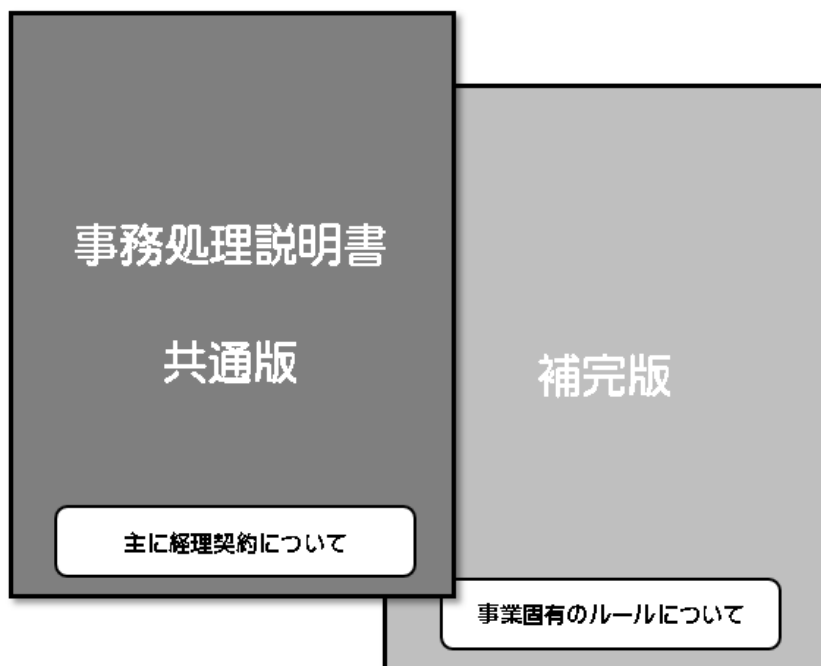 事務処理説明書
共通版
主に経理契約について
補完版
事業固有のルールについて